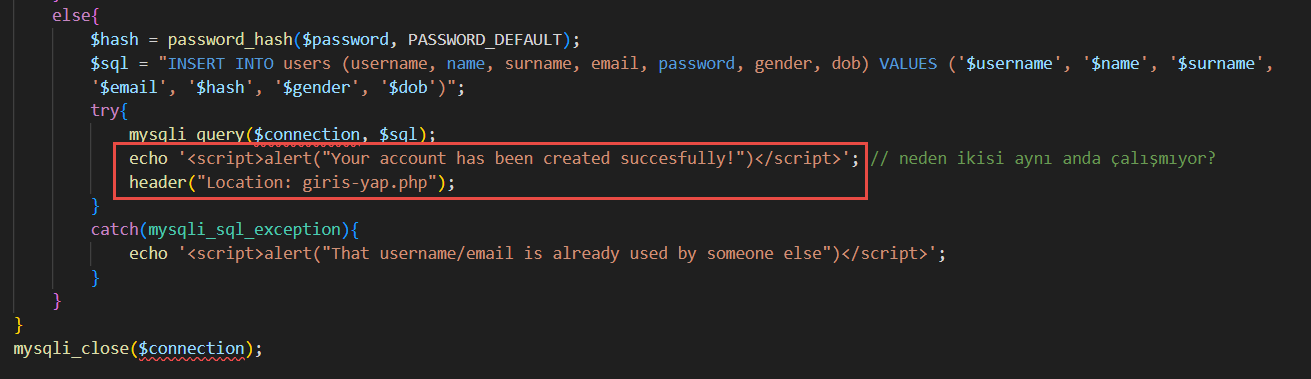 else{
$hash = password_hash($password, PASSWORD_DEFAULT);
$sql = "INSERT INTO users (username, name, surname, email, password, gender, dob) VALUES ('$username', '$name', '$surname',
'$email', '$hash', '$gender', '$dob')";
try{
mysqli_query($connection, $sql);
echo '<script>alert("Your account has been created succesfully!")</script>'; // neden ikisi aynı anda çalışmıyor?
header("Location: giris-yap.php");
}
catch(mysqli_sql_exception){
echo '<script>alert("That username/email is already used by someone else")</script>';
}
}
}
mysqli_close($connection);